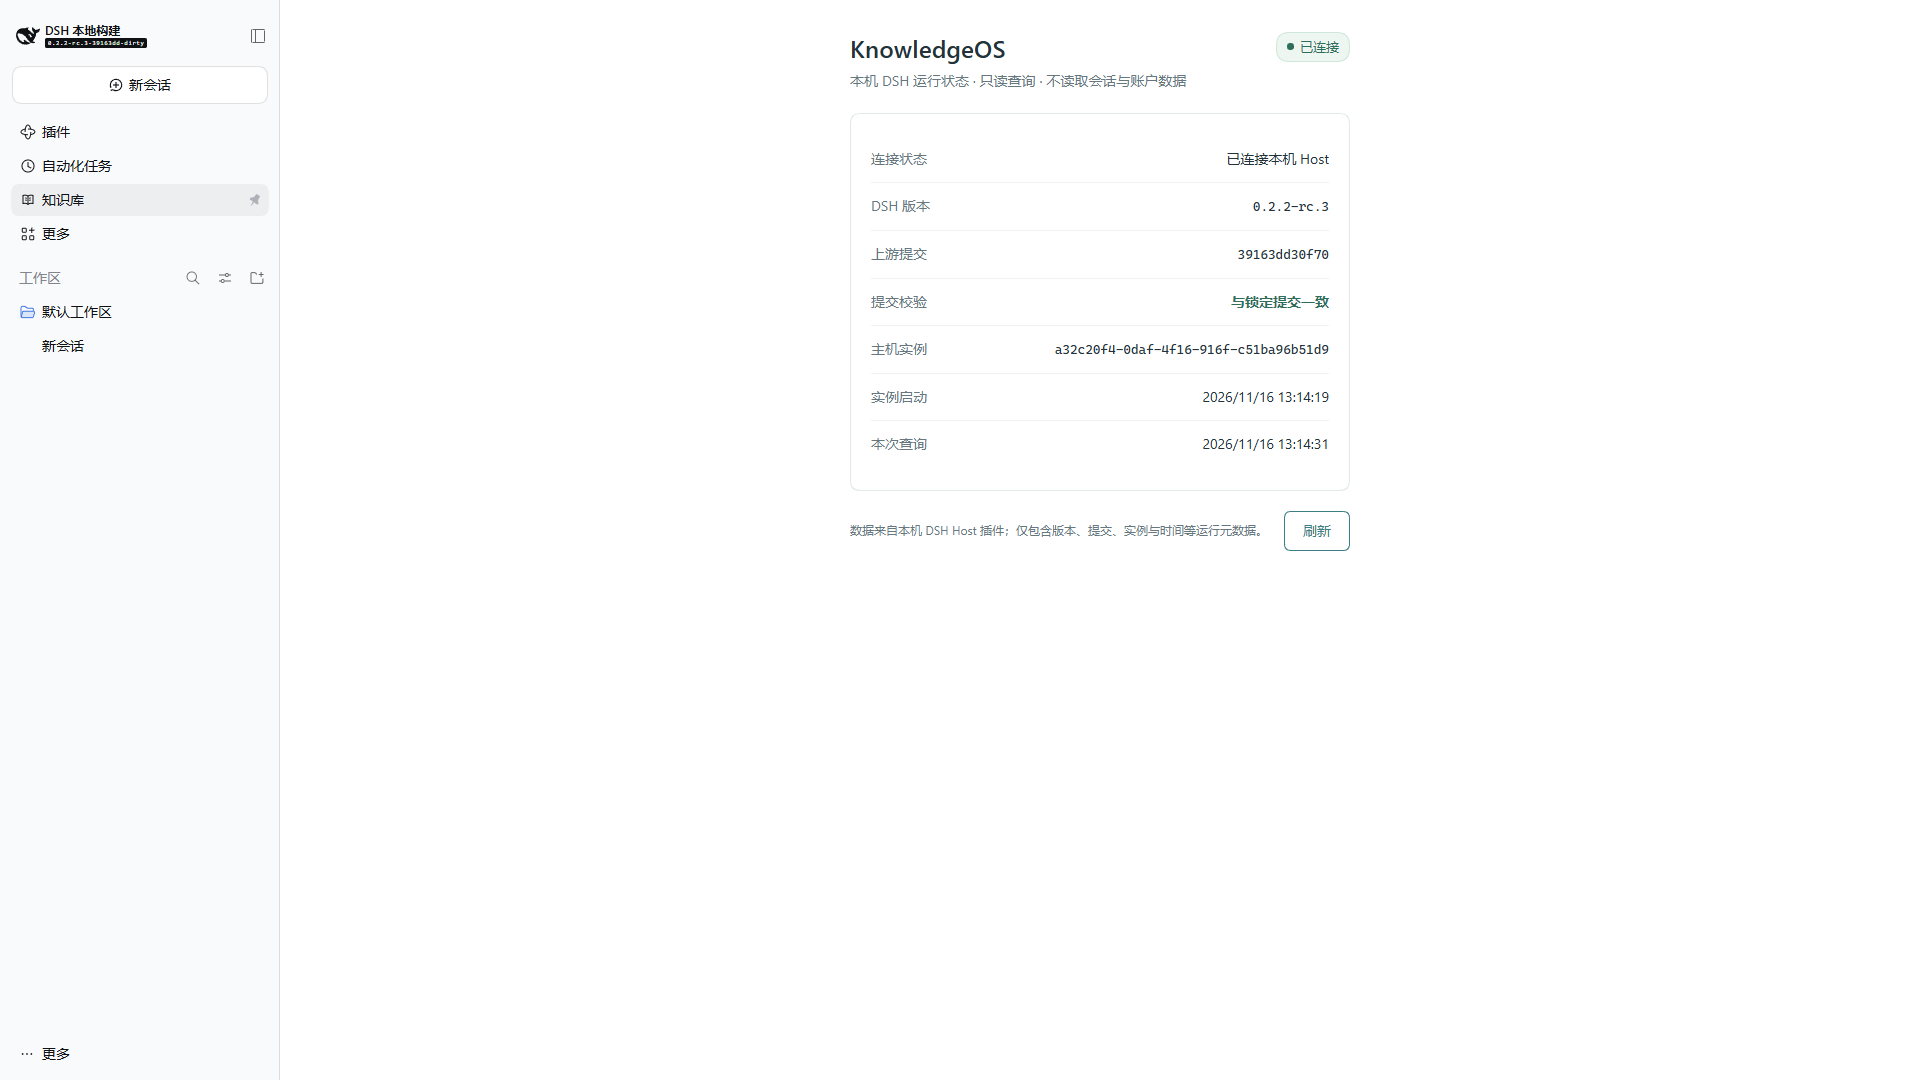 DSH 本地构建
0.2.2-rc.3-39163dd-dirty
新会话
插件
自动化任务
知识库
更多
工作区
默认工作区
新会话
更多
KnowledgeOS
已连接
本机 DSH 运行状态 · 只读查询 · 不读取会话与账户数据
连接状态 已连接本机 Host
DSH 版本 0.2.2-rc.3
上游提交 39163dd30f70
提交校验 与锁定提交一致
主机实例 a32c20f4-0daf-4f16-916f-c51ba96b51d9
实例启动 2026/11/16 13:14:19
本次查询 2026/11/16 13:14:31
数据来自本机 DSH Host 插件；仅包含版本、提交、实例与时间等运行元数据。
刷新